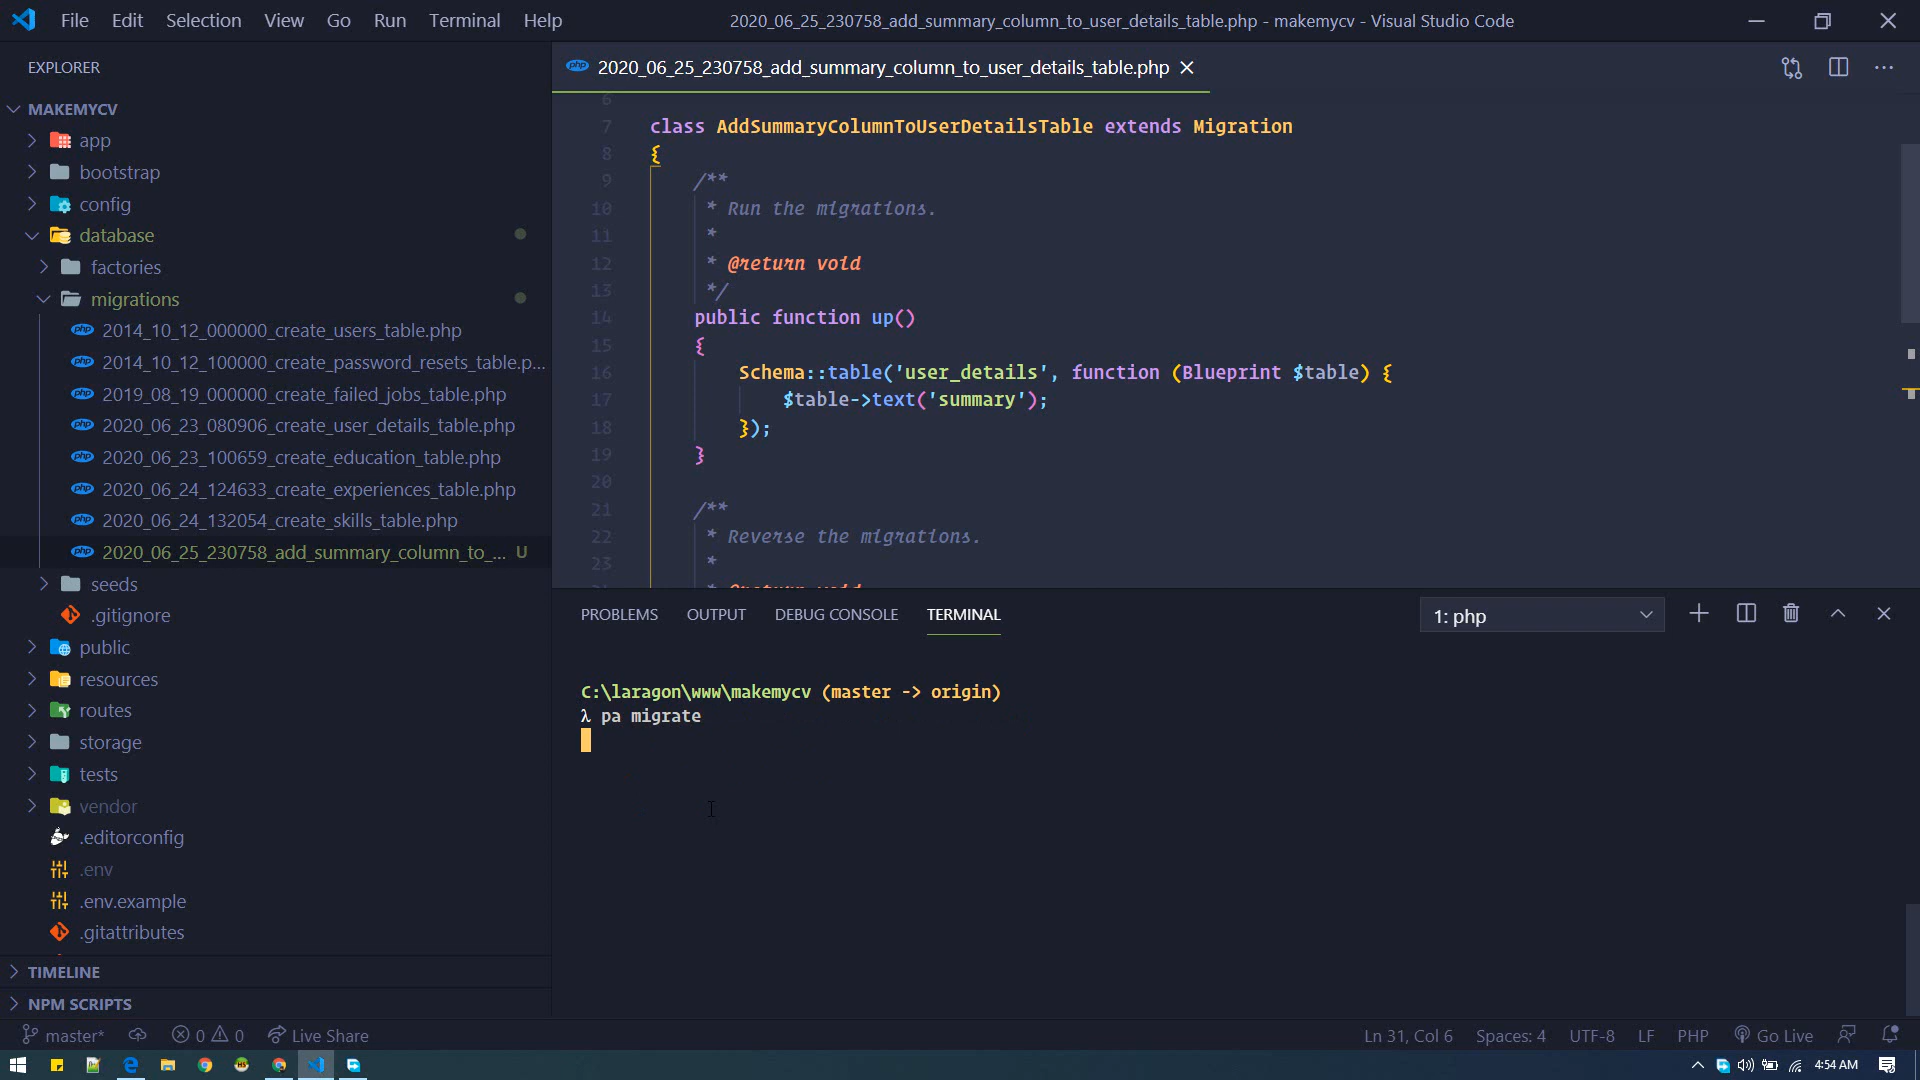 File Edit Selection View Go Run Terminal Help
2020_06_25_230758_add_summary_column_to_user_details_table.php - makemycv - Visual Studio Code
EXPLORER
MAKEMYCV
app
bootstrap
config
database
factories
migrations
2014_10_12_000000_create_users_table.php
2014_10_12_100000_create_password_resets_table.p...
2019_08_19_000000_create_failed_jobs_table.php
2020_06_23_080906_create_user_details_table.php
2020_06_23_100659_create_education_table.php
2020_06_24_124633_create_experiences_table.php
2020_06_24_132054_create_skills_table.php
2020_06_25_230758_add_summary_column_to_... U
seeds
.gitignore
public
resources
routes
storage
tests
vendor
.editorconfig
.env
.env.example
.gitattributes
TIMELINE
NPM SCRIPTS
php 2020_06_25_230758_add_summary_column_to_user_details_table.php
6
7 class AddSummaryColumnToUserDetailsTable extends Migration
8 {
9 /**
10 * Run the migrations.
11 *
12 * @return void
13 */
14 public function up()
15 {
16 Schema::table('user_details', function (Blueprint $table) {
17 $table->text('summary');
18 });
19 }
20
21 /**
22 * Reverse the migrations.
23 *
PROBLEMS OUTPUT DEBUG CONSOLE TERMINAL
1: php
C:\laragon\www\makemycv (master -> origin)
λ pa migrate
master* 0 0 Live Share
Ln 31, Col 6 Spaces: 4 UTF-8 LF PHP Go Live
4:54 AM